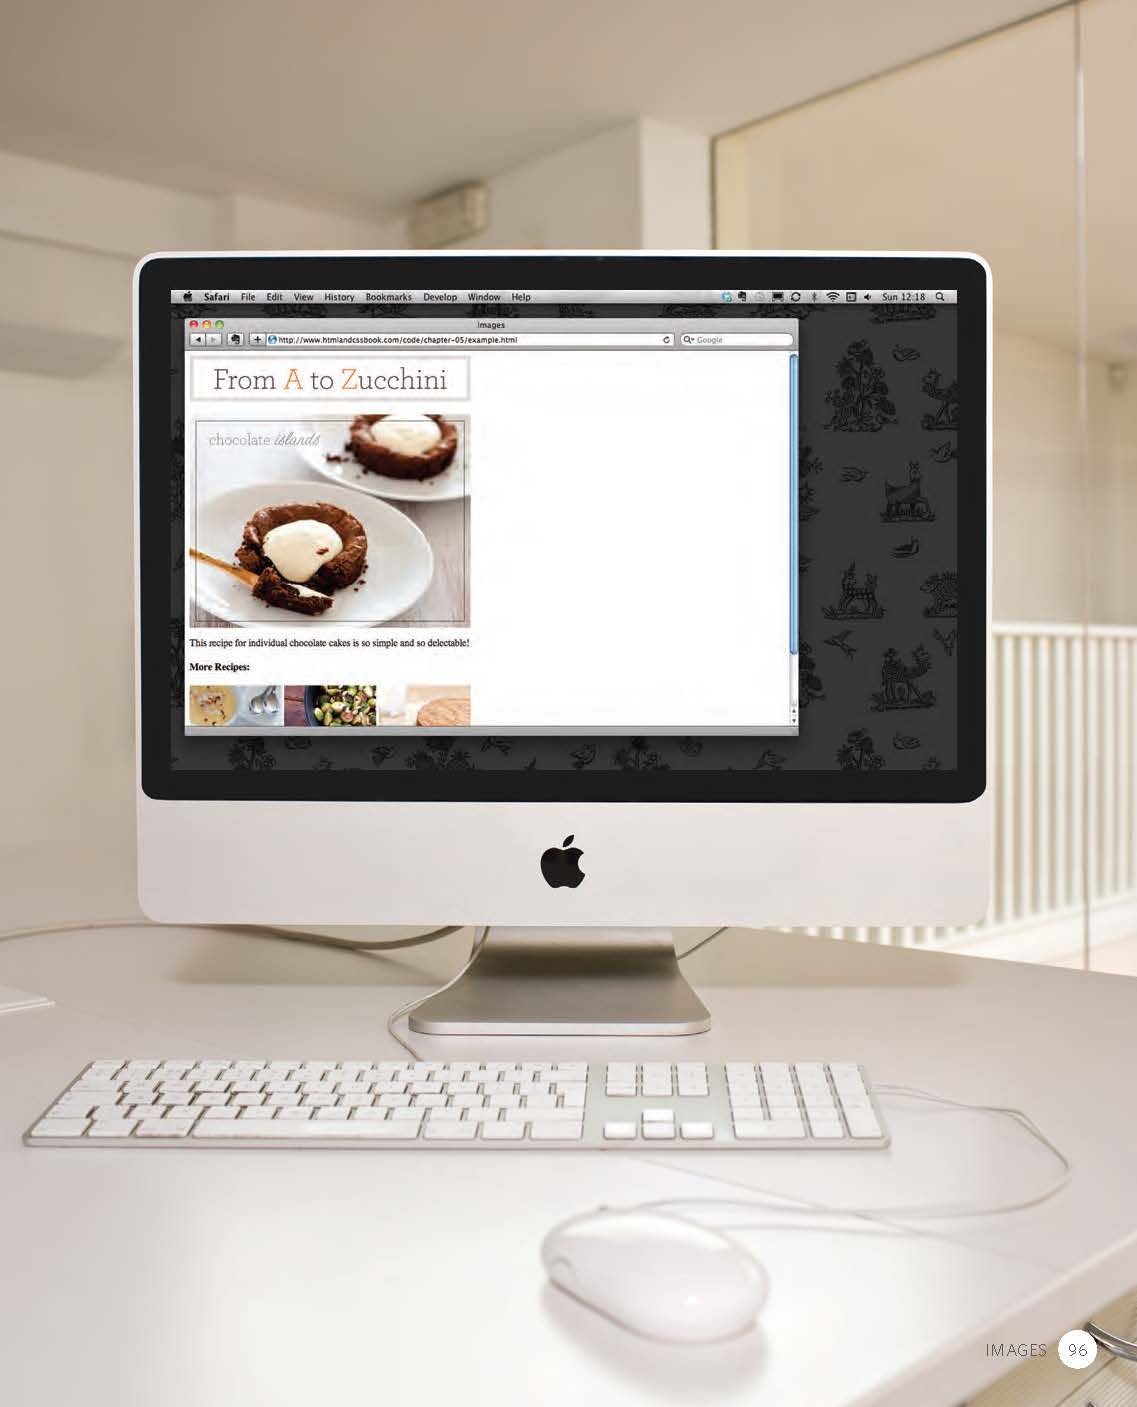 Safari File Edit View History Bookmarks Develop Window Help Sun 12:18
Images
http://www.htmlandcssbook.com/code/chapter-05/example.html Google
From A to Zucchini
chocolate islands
This recipe for individual chocolate cakes is so simple and so delectable!
More Recipes:
IMAGES 96